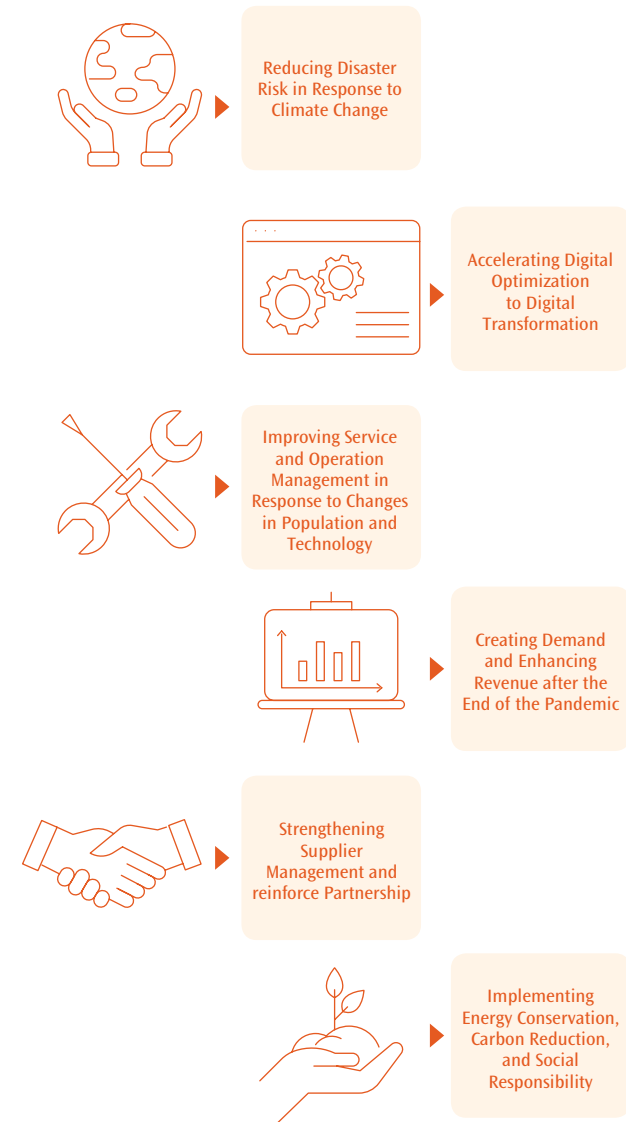 Reducing Disaster
Risk in Response to
Climate Change
Accelerating Digital
Optimization
to Digital
Transformation
Improving Service
and Operation
Management in
Response to Changes
in Population and
Technology
Creating Demand
and Enhancing
Revenue after the
End of the Pandemic
Strengthening
Supplier
Management and
reinforce Partnership
Implementing
Energy Conservation,
Carbon Reduction,
and Social
Responsibility